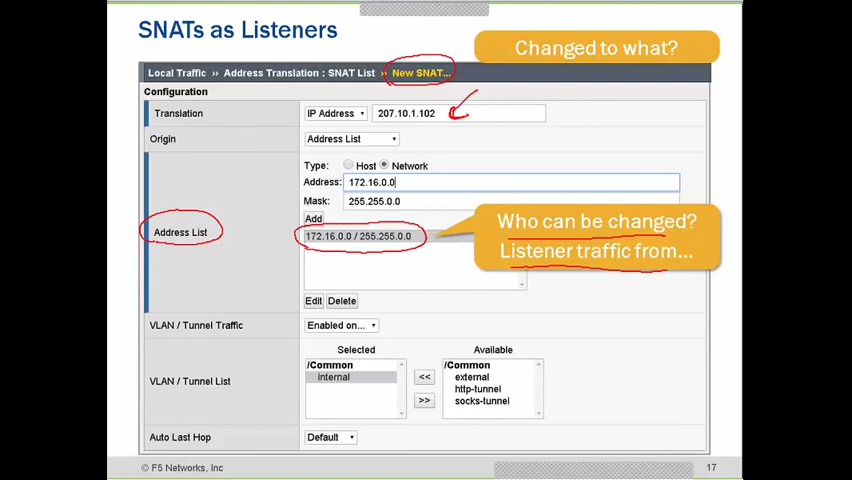 SNATs as Listeners
Changed to what?
Local Traffic ›› Address Translation : SNAT List ›› New SNAT...
Configuration
Translation IP Address 207.10.1.102
Origin Address List
Type: Host Network
Address: 172.16.0.0
Mask: 255.255.0.0
Add
Who can be changed?
Listener traffic from...
Address List
172.16.0.0 / 255.255.0.0
Edit Delete
VLAN / Tunnel Traffic Enabled on...
Selected Available
/Common /Common
internal << external
VLAN / Tunnel List
http-tunnel
>> socks-tunnel
Auto Last Hop Default
© F5 Networks, Inc 17